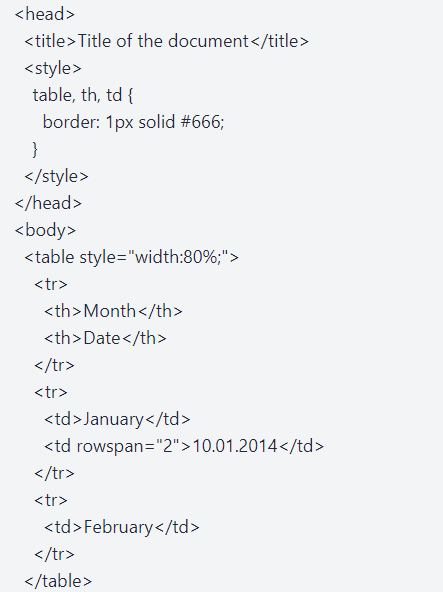 <head>
<title>Title of the document</title>
<style>
table, th, td {
border: 1px solid #666;
}
</style>
</head>
<body>
<table style="width:80%;">
<tr>
<th>Month</th>
<th>Date</th>
</tr>
<tr>
<td>January</td>
<td rowspan="2">10.01.2014</td>
</tr>
<tr>
<td>February</td>
</tr>
</table>